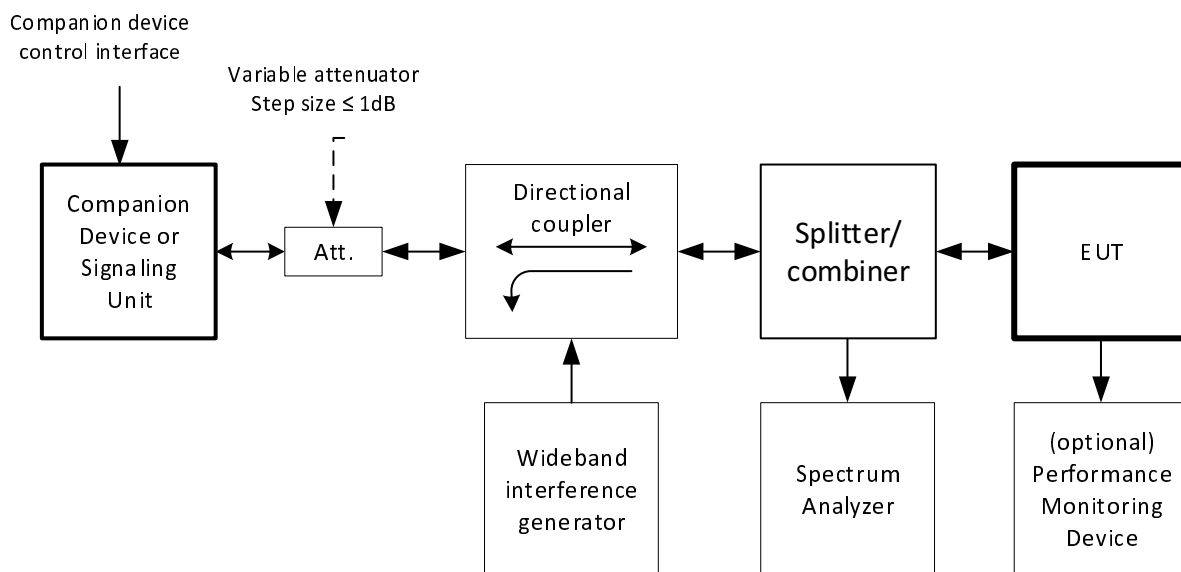 Companion device
control interface
Variable attenuator
Step size ≤ 1dB
Companion
Device or
Signaling
Unit
Att.
Directional
coupler
Splitter/
combiner
EUT
Wideband
interference
generator
Spectrum
Analyzer
(optional)
Performance
Monitoring
Device